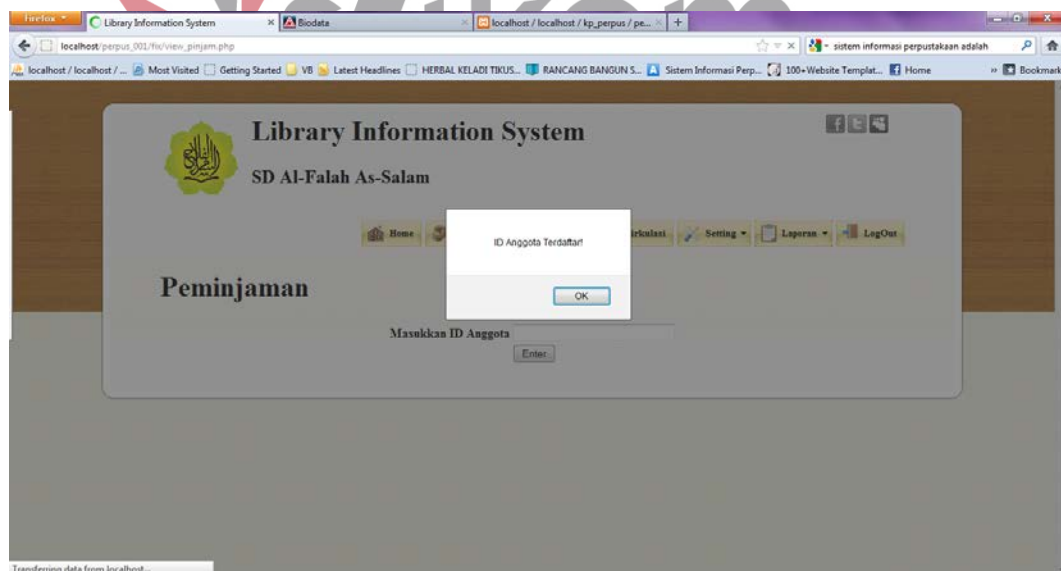 Firefox
Library Information System
Biodata
localhost / localhost / kp_perpus / pe...
localhost/perpus_001/fix/view_pinjam.php
sistem informasi perpustakaan adalah
localhost / localhost / ...
Most Visited
Getting Started
VB
Latest Headlines
HERBAL KELADI TIKUS...
RANCANG BANGUN S...
Sistem Informasi Perp...
100+Website Templat...
Home
Bookmark
Library Information System
SD Al-Falah As-Salam
Home
irkulasi
Setting
Laporan
LogOut
ID Anggota Terdaftar!
OK
Peminjaman
Masukkan ID Anggota
Enter
Transferring data from localhost...